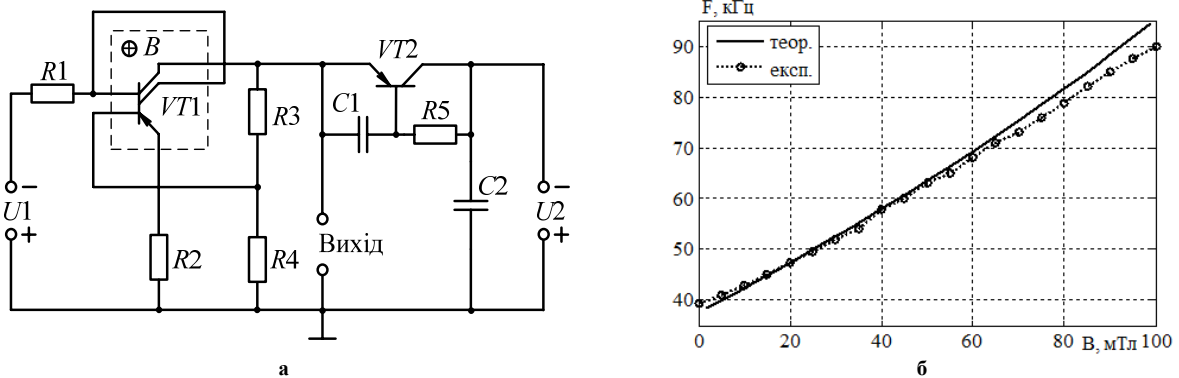 B
R1
VT1
VT2
C1
R3
R5
C2
U1
U2
R2
R4
Вихід
−
+
−
+
а
F, кГц
теор.
експ.
90
80
70
60
50
40
0 20 40 60 80 100
B, мТл
б